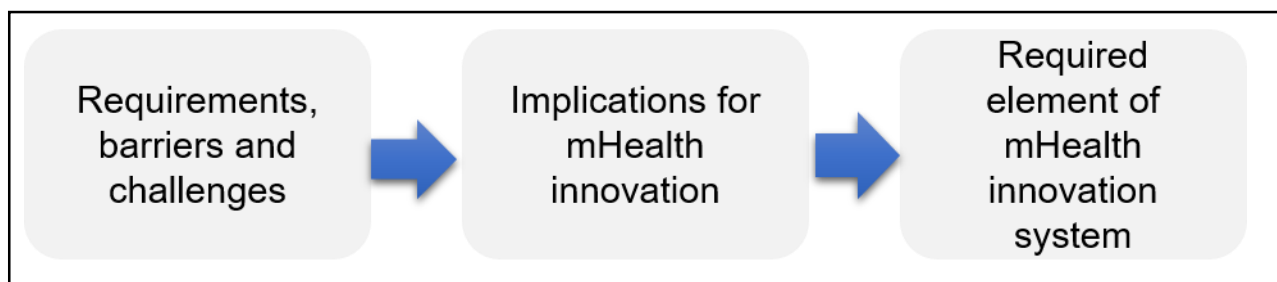 Requirements,
barriers and
challenges
Implications for
mHealth
innovation
Required
element of
mHealth
innovation
system